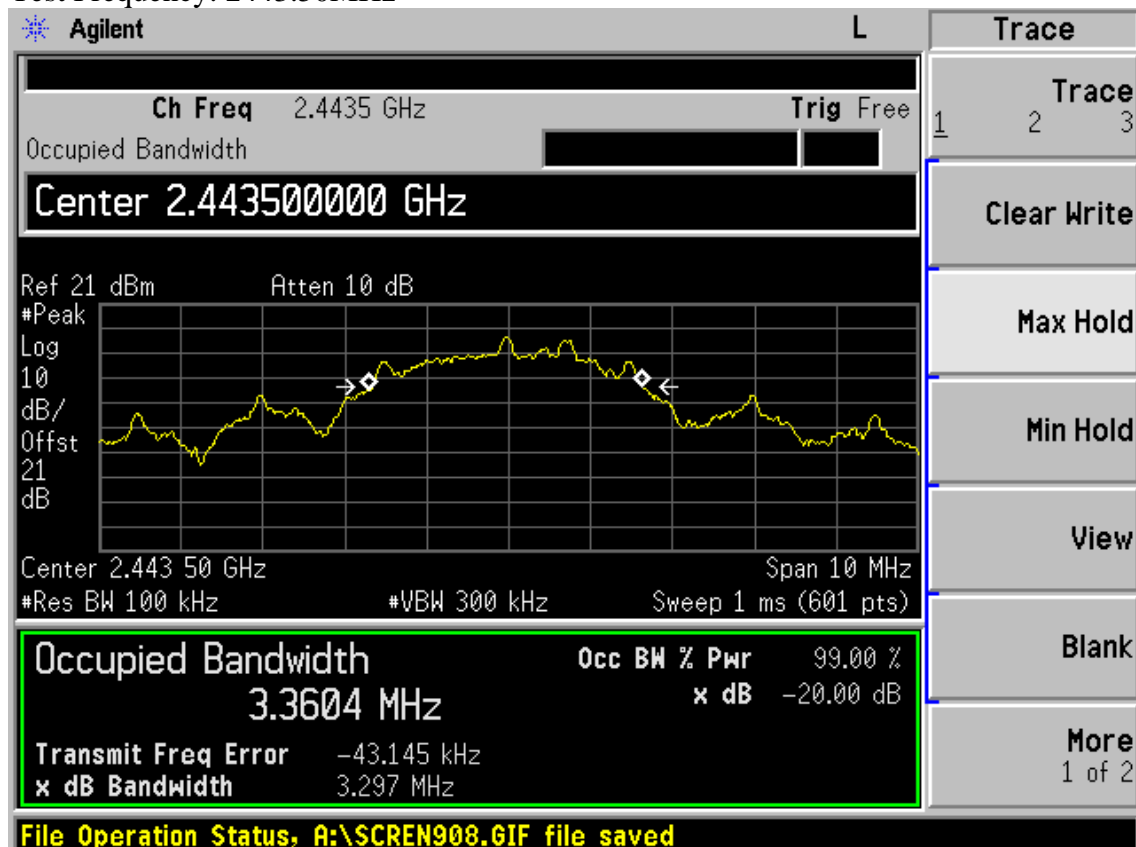 Agilent L Trace
Ch Freq 2.4435 GHz Trig Free
Occupied Bandwidth
Center 2.443500000 GHz
Ref 21 dBm Atten 10 dB
#Peak
Log
10
dB/
Offst
21
dB
Center 2.443 50 GHz Span 10 MHz
#Res BW 100 kHz #VBW 300 kHz Sweep 1 ms (601 pts)
Occupied Bandwidth Occ BW % Pwr 99.00 %
3.3604 MHz x dB -20.00 dB
Transmit Freq Error -43.145 kHz
x dB Bandwidth 3.297 MHz
File Operation Status, A:\SCREN908.GIF file saved
Trace
1 2 3
Clear Write
Max Hold
Min Hold
View
Blank
More
1 of 2